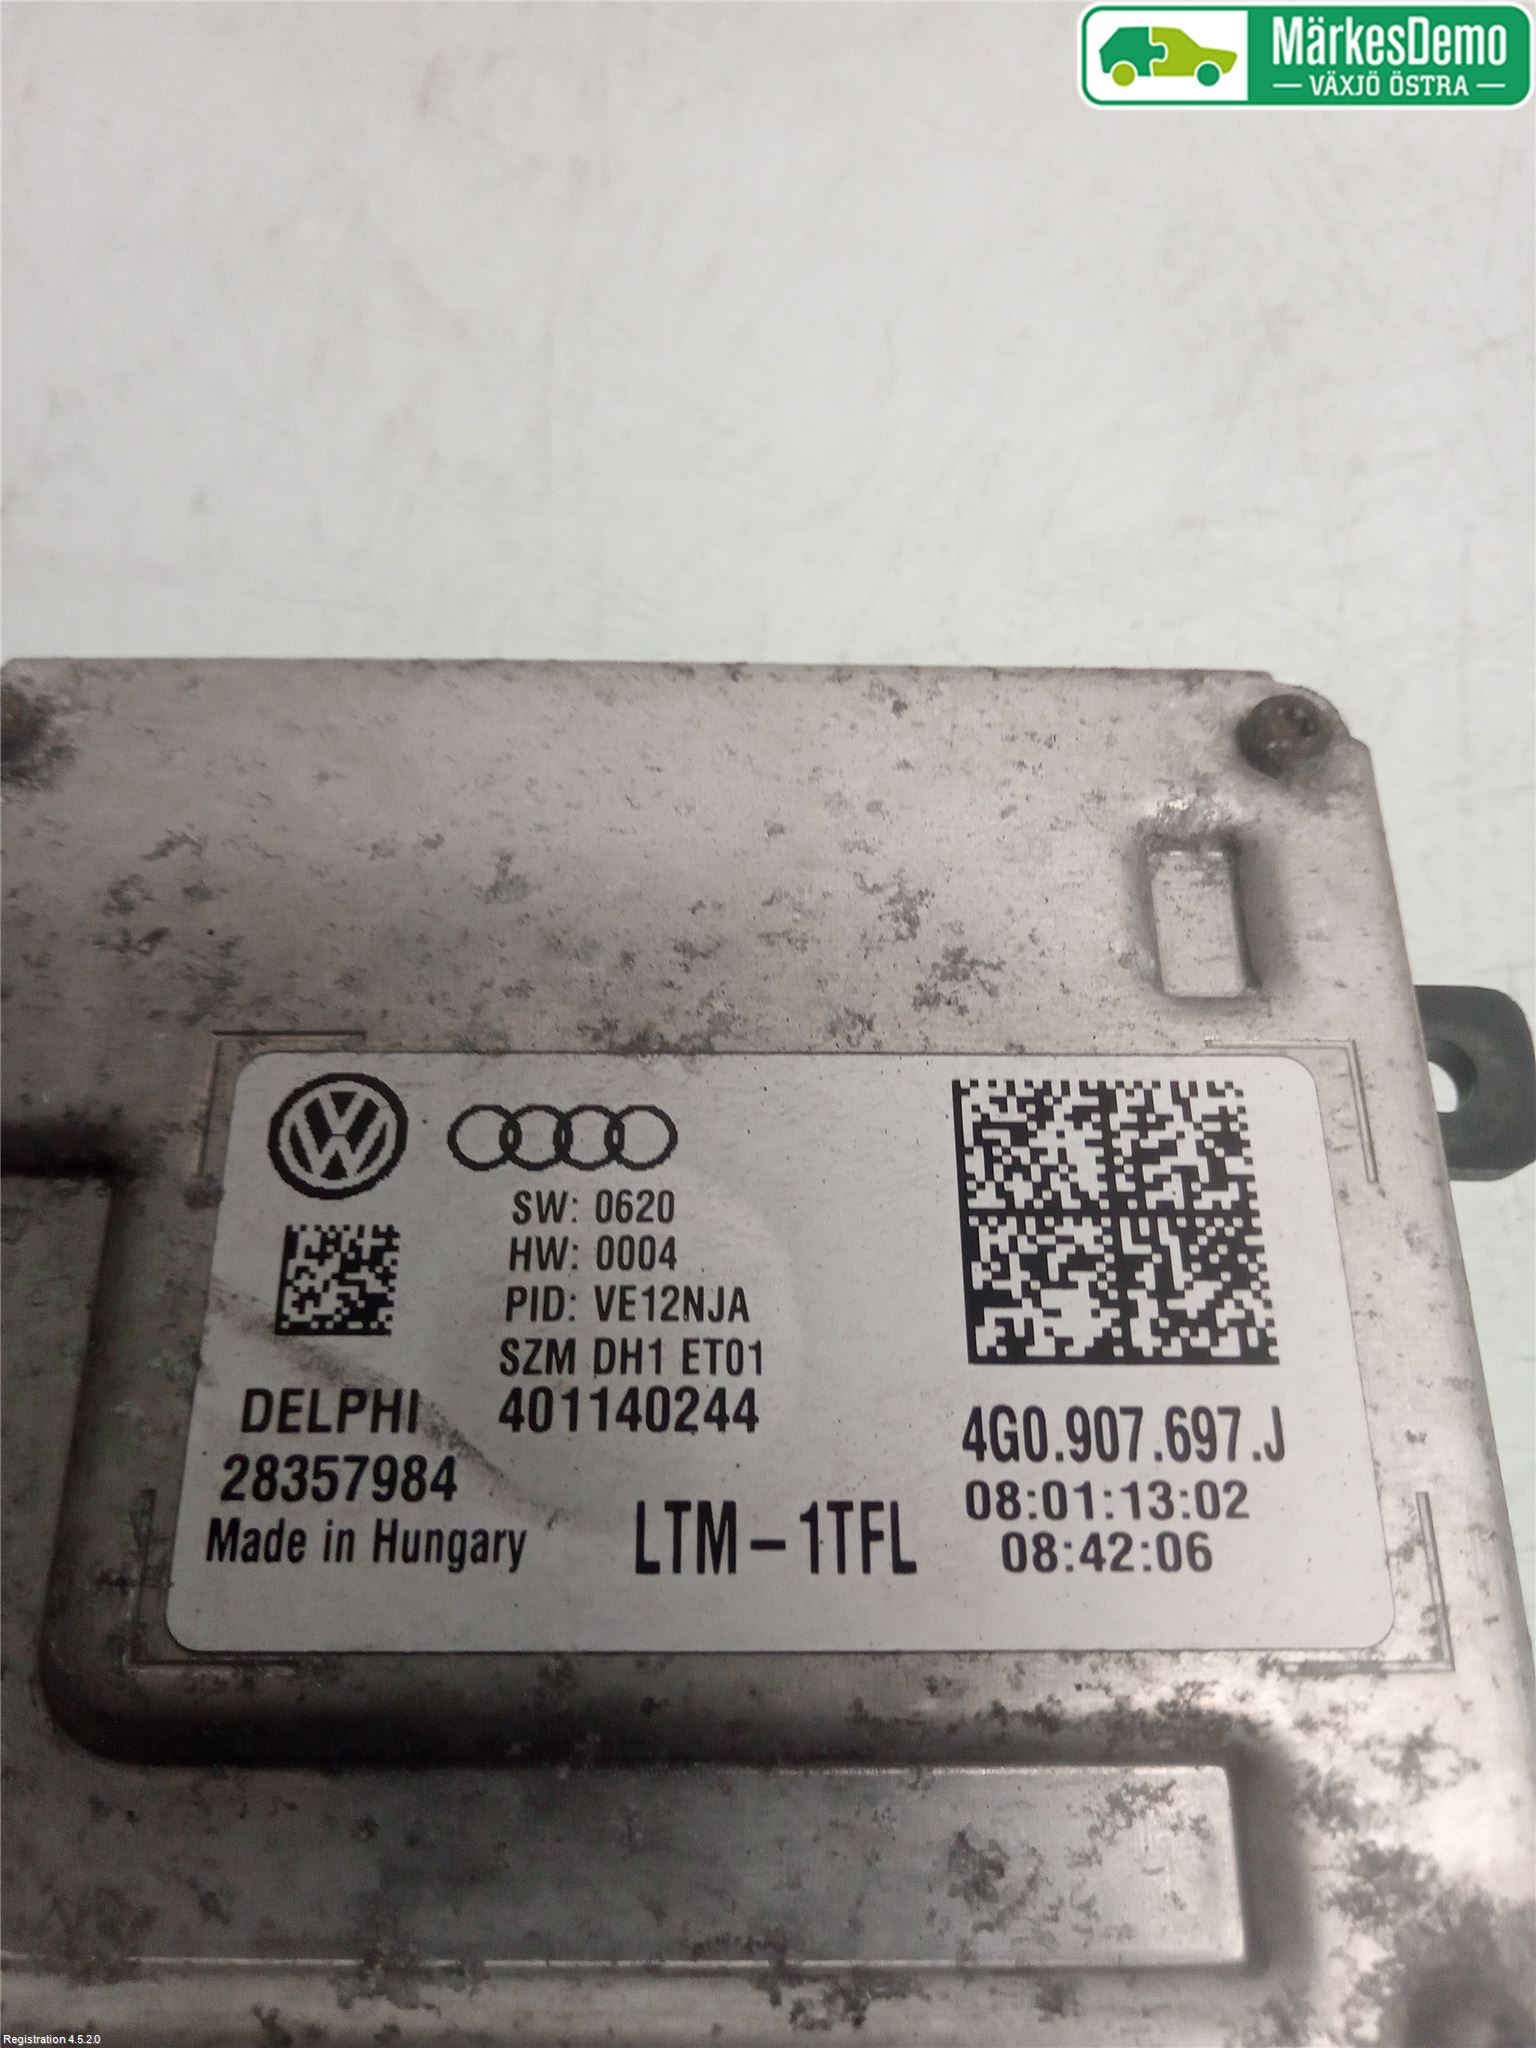 MärkesDemo
VÄXJÖ ÖSTRA
SW: 0620
HW: 0004
PID: VE12NJA
SZM DH1 ET01
DELPHI 401140244
28357984
Made in Hungary
LTM-1TFL
4G0.907.697.J
08:01:13:02
08:42:06
Registration 4.5.2.0